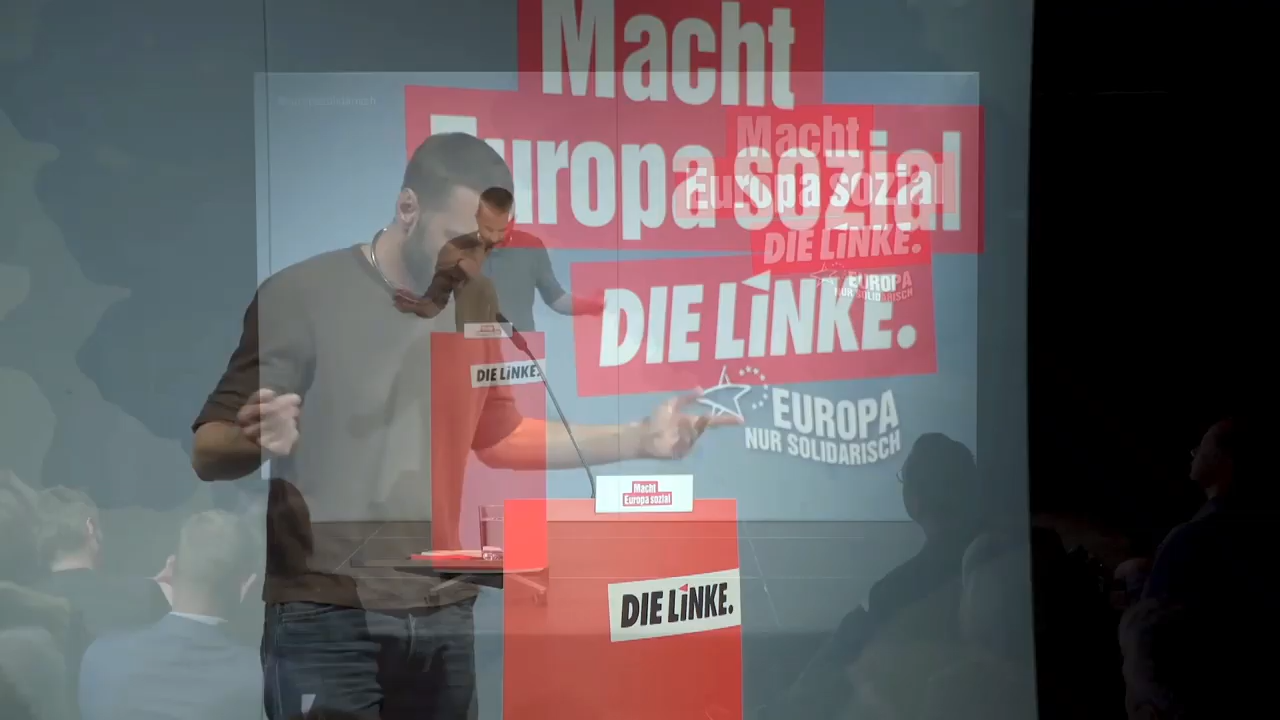 Macht
Europa sozial
DIE LINKE.
EUROPA
NUR SOLIDARISCH
Macht
Europa sozial
DIE LINKE.
EUROPA
NUR SOLIDARISCH
DIE LINKE.
Macht
Europa sozial
DIE LINKE.